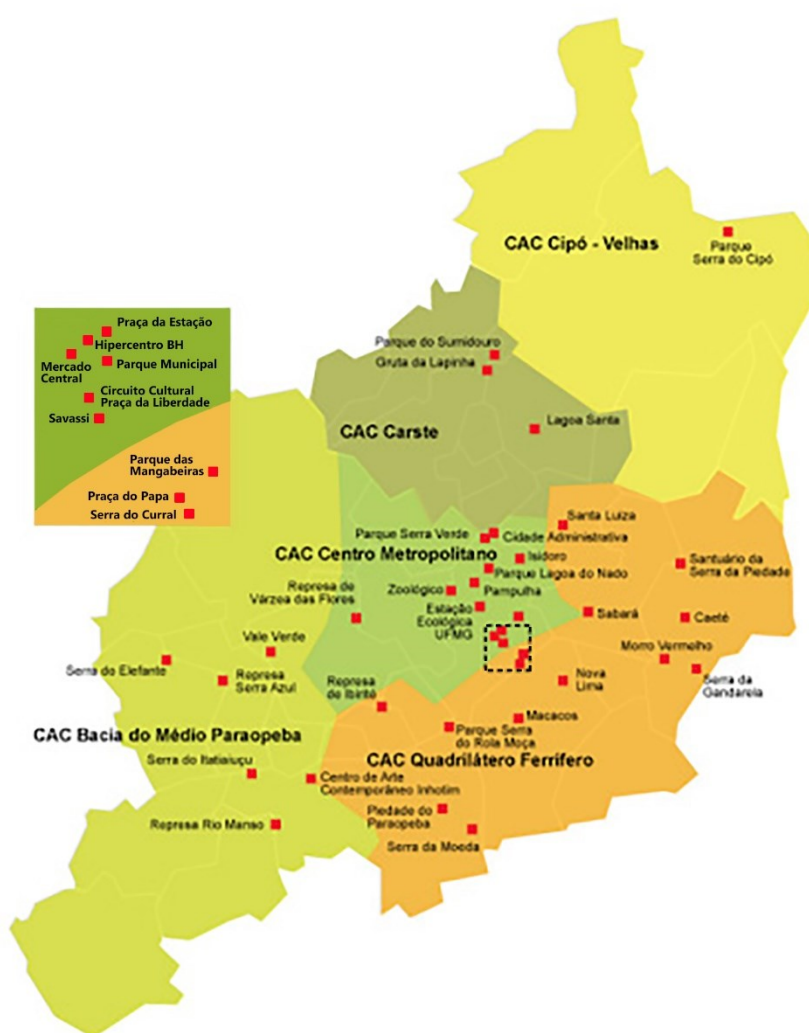 CAC Cipó - Velhas
Parque
Serra do Cipó
Praça da Estação
Hipercentro BH
Mercado
Central
Parque Municipal
Circuito Cultural
Praça da Liberdade
Savassi
Parque das
Mangabeiras
Praça do Papa
Serra do Curral
Parque do Sumidouro
Gruta da Lapinha
CAC Carste
Lagoa Santa
Santa Luiza
Parque Serra Verde
Cidade Administrativa
CAC Centro Metropolitano
Isidoro
Parque Lagoa do Nado
Santuário da
Serra da Piedade
Represa de
Várzea das Flores
Zoológico
Pampulha
Estação
Ecológica
UFMG
Sabará
Caeté
Vale Verde
Morro Vermelho
Serra do Elefante
Represa
Serra Azul
Represa
de Ibirité
Nova
Lima
Serra da
Gandarela
CAC Bacia do Médio Paraopeba
Macacos
Parque Serra
do Rola Moça
CAC Quadrilátero Ferrífero
Serra do Itatiaiuçu
Centro de Arte
Contemporâneo Inhotim
Represa Rio Manso
Piedade do
Paraopeba
Serra da Moeda